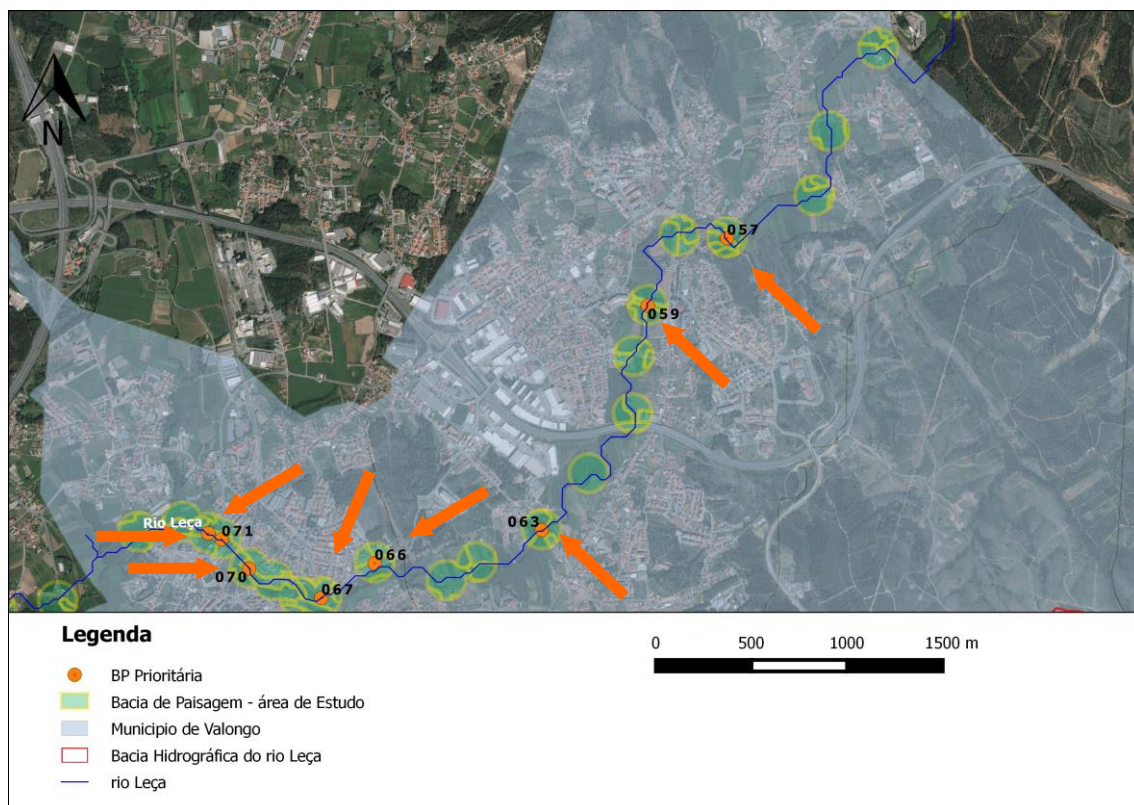 N
057
059
063
Rio Leça
071
066
070
067
Legenda
0 500 1000 1500 m
BP Prioritária
Bacia de Paisagem - área de Estudo
Municipio de Valongo
Bacia Hidrográfica do rio Leça
rio Leça